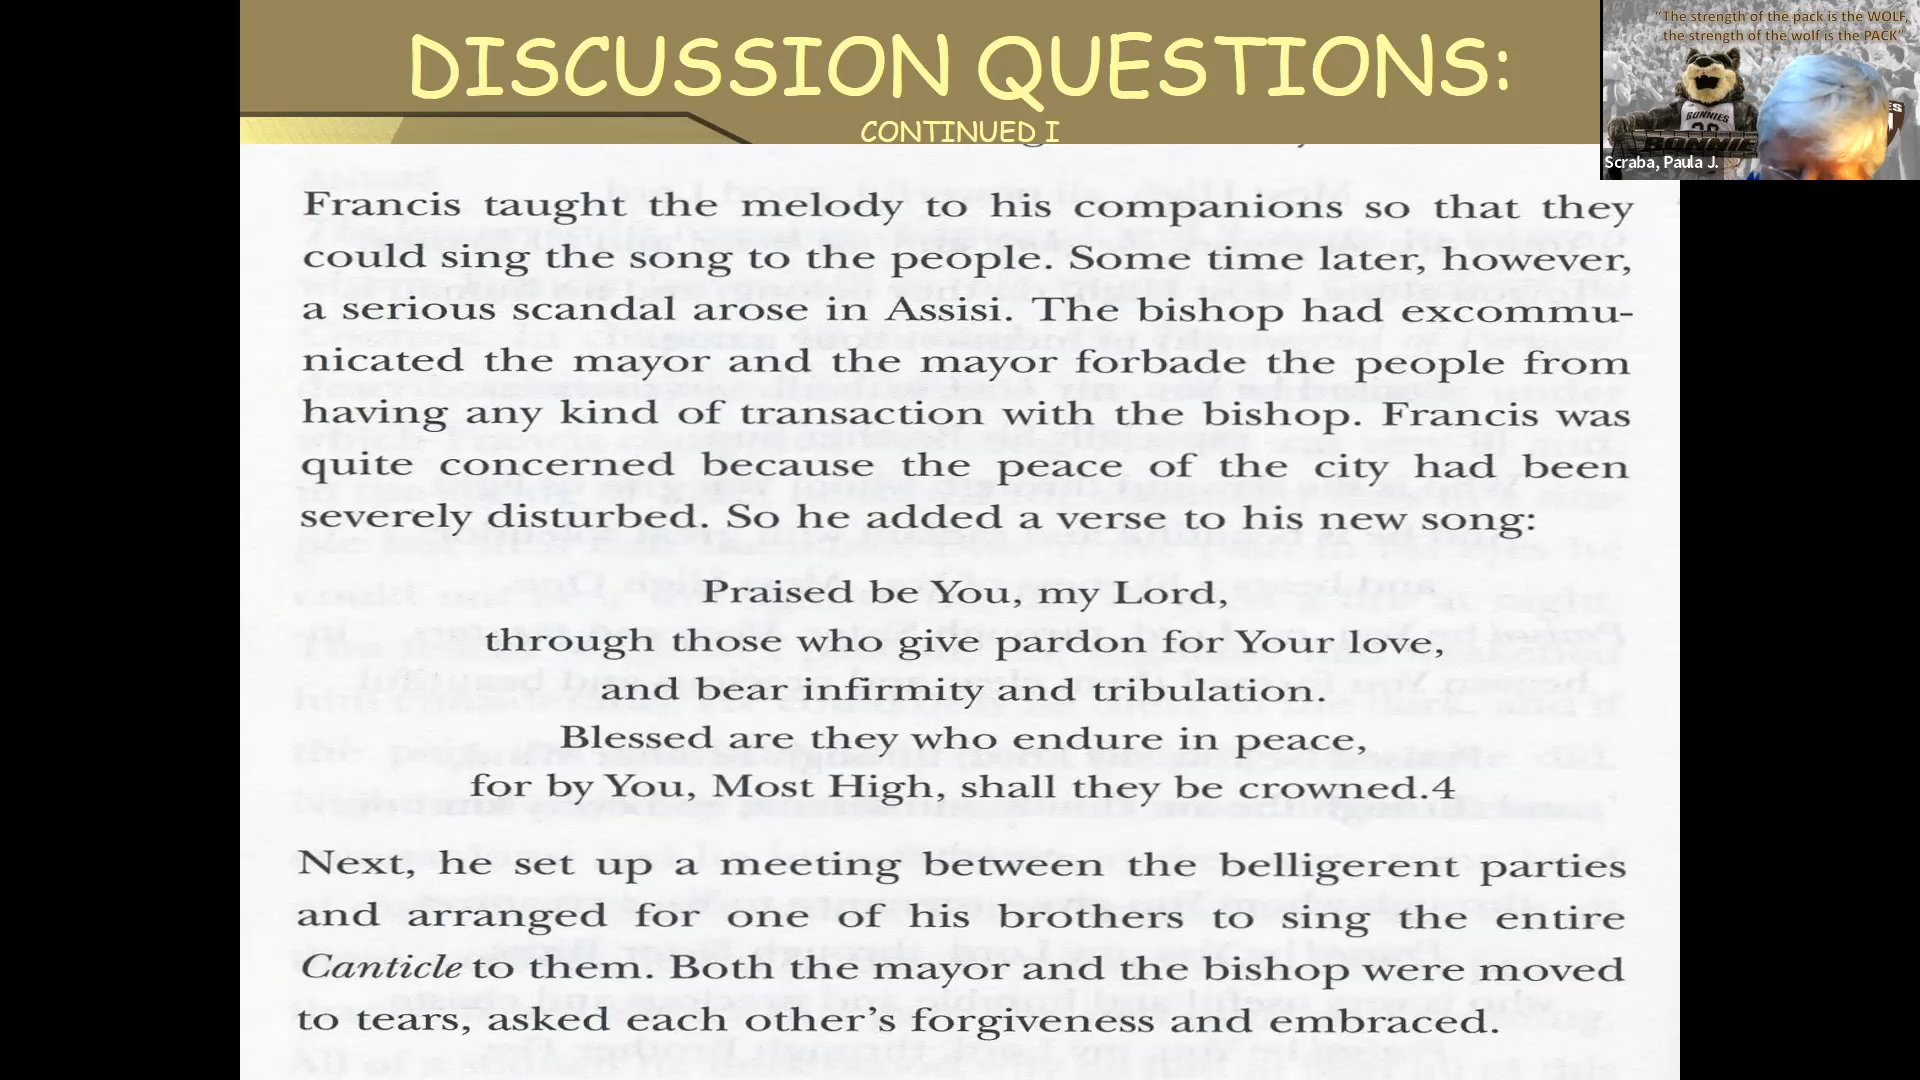 DISCUSSION QUESTIONS:
CONTINUED I
"The strength of the pack is the WOLF,
the strength of the wolf is the PACK"
BONNIES
BONNIE
Scraba, Paula J.
Francis taught the melody to his companions so that they
could sing the song to the people. Some time later, however,
a serious scandal arose in Assisi. The bishop had excommu-
nicated the mayor and the mayor forbade the people from
having any kind of transaction with the bishop. Francis was
quite concerned because the peace of the city had been
severely disturbed. So he added a verse to his new song:
Praised be You, my Lord,
through those who give pardon for Your love,
and bear infirmity and tribulation.
Blessed are they who endure in peace,
for by You, Most High, shall they be crowned.4
Next, he set up a meeting between the belligerent parties
and arranged for one of his brothers to sing the entire
Canticle to them. Both the mayor and the bishop were moved
to tears, asked each other's forgiveness and embraced.